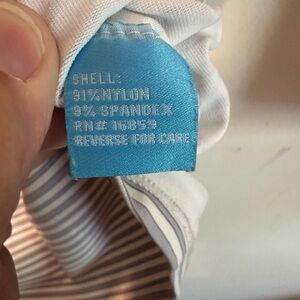 SHELL:
91% NYLON
9% SPANDEX
RN# 16859
REVERSE FOR CARE